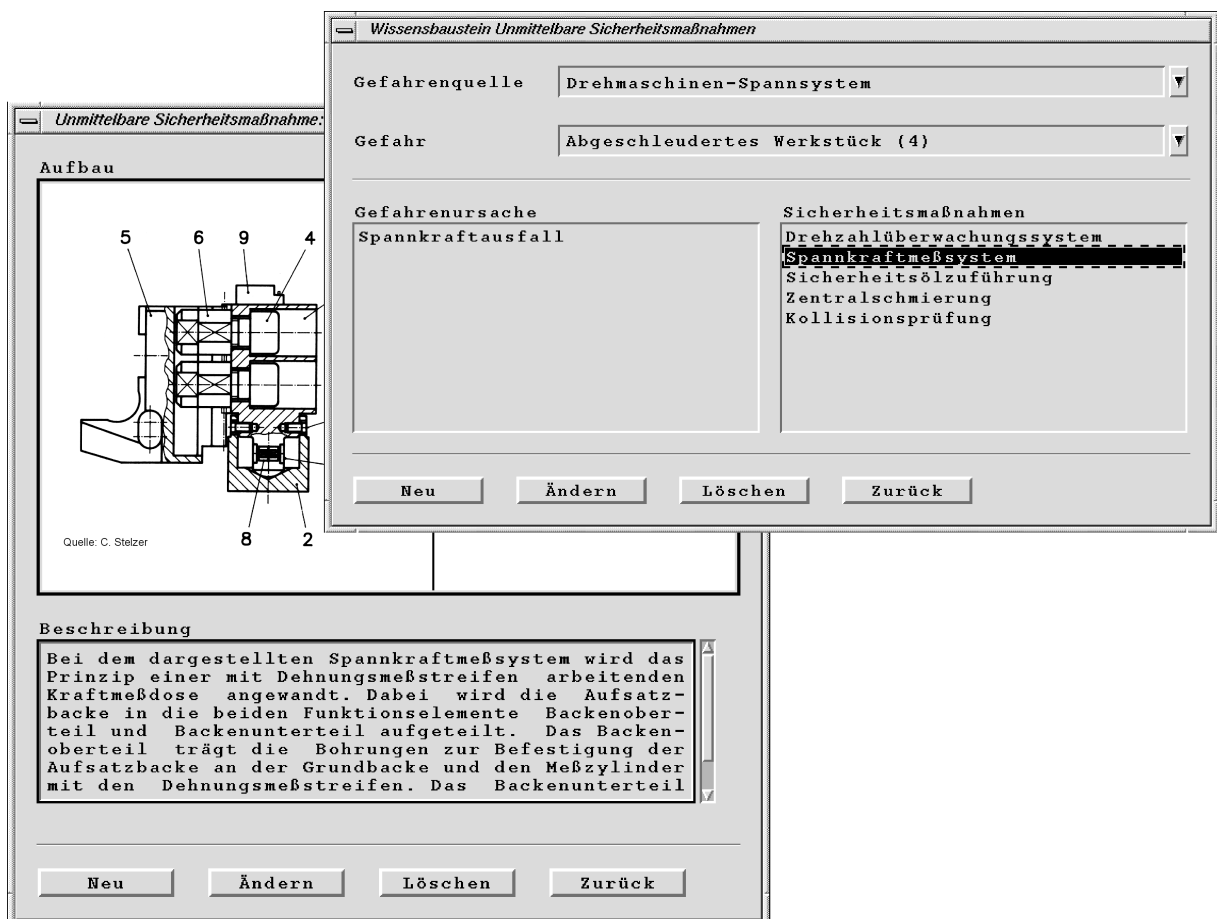 Wissensbaustein Unmittelbare Sicherheitsmaßnahmen
Gefahrenquelle
Drehmaschinen-Spannsystem
Gefahr
Abgeschleudertes Werkstück (4)
Gefahrenursache
Spannkraftausfall
Sicherheitsmaßnahmen
Drehzahlüberwachungssystem
Spannkraftmeßsystem
Sicherheitsölzuführung
Zentralschmierung
Kollisionsprüfung
Neu Ändern Löschen Zurück
Unmittelbare Sicherheitsmaßnahme:
Aufbau
5 6 9 4
8 2
Quelle: C. Stelzer
Beschreibung
Bei dem dargestellten Spannkraftmeßsystem wird das
Prinzip einer mit Dehnungsmeßstreifen arbeitenden
Kraftmeßdose angewandt. Dabei wird die Aufsatz-
backe in die beiden Funktionselemente Backenober-
teil und Backenunterteil aufgeteilt. Das Backen-
oberteil trägt die Bohrungen zur Befestigung der
Aufsatzbacke an der Grundbacke und den Meßzylinder
mit den Dehnungsmeßstreifen. Das Backenunterteil
Neu Ändern Löschen Zurück